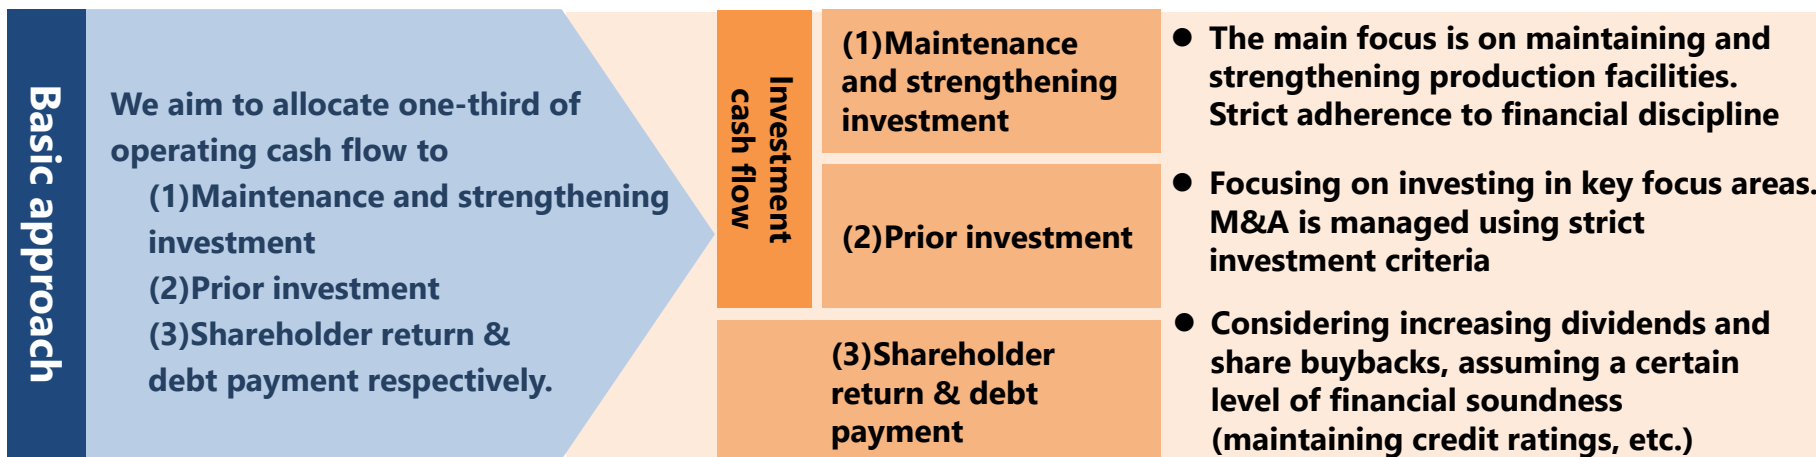 Basic approach
We aim to allocate one-third of
operating cash flow to
(1)Maintenance and strengthening
investment
(2)Prior investment
(3)Shareholder return &
debt payment respectively.
Investment
cash flow
(1)Maintenance
and strengthening
investment
● The main focus is on maintaining and
strengthening production facilities.
Strict adherence to financial discipline
(2)Prior investment
● Focusing on investing in key focus areas.
M&A is managed using strict
investment criteria
(3)Shareholder
return & debt
payment
● Considering increasing dividends and
share buybacks, assuming a certain
level of financial soundness
(maintaining credit ratings, etc.)